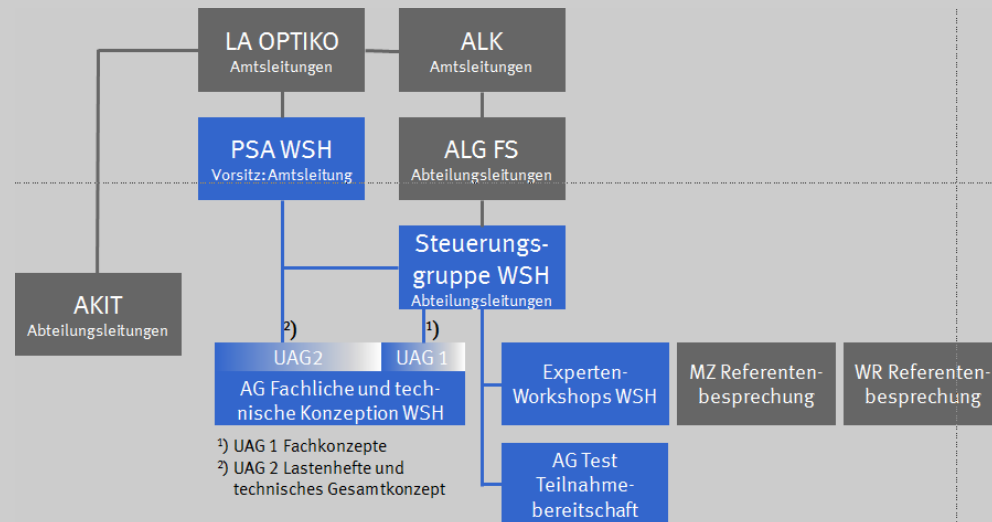 LA OPTIKO
Amtsleitungen
ALK
Amtsleitungen
PSA WSH
Vorsitz: Amtsleitung
ALG FS
Abteilungsleitungen
Steuerungs-
gruppe WSH
Abteilungsleitungen
AKIT
Abteilungsleitungen
²)
¹)
UAG2
UAG 1
AG Fachliche und tech-
nische Konzeption WSH
Experten-
Workshops WSH
MZ Referenten-
besprechung
WR Referenten-
besprechung
¹) UAG 1 Fachkonzepte
²) UAG 2 Lastenhefte und
technisches Gesamtkonzept
AG Test
Teilnahme-
bereitschaft